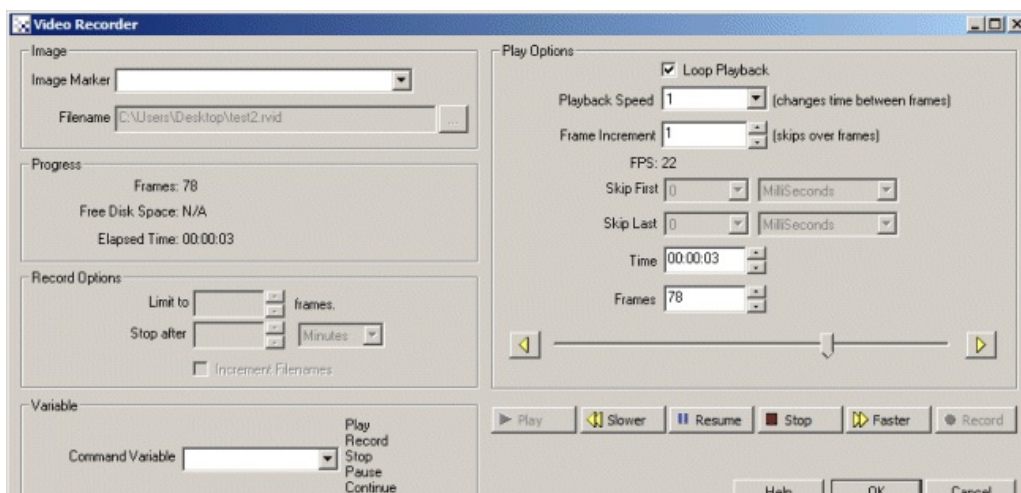 Video Recorder
Image
Image Marker
Filename C:\Users\Desktop\test2.rvid ...
Progress
Frames: 78
Free Disk Space: N/A
Elapsed Time: 00:00:03
Record Options
Limit to frames.
Stop after Minutes
Increment Filenames
Variable
Command Variable
Play
Record
Stop
Pause
Continue
Play Options
Loop Playback
Playback Speed 1 (changes time between frames)
Frame Increment 1 (skips over frames)
FPS: 22
Skip First 0 MilliSeconds
Skip Last 0 MilliSeconds
Time 00:00:03
Frames 78
Play Slower Resume Stop Faster Record
Help OK Cancel